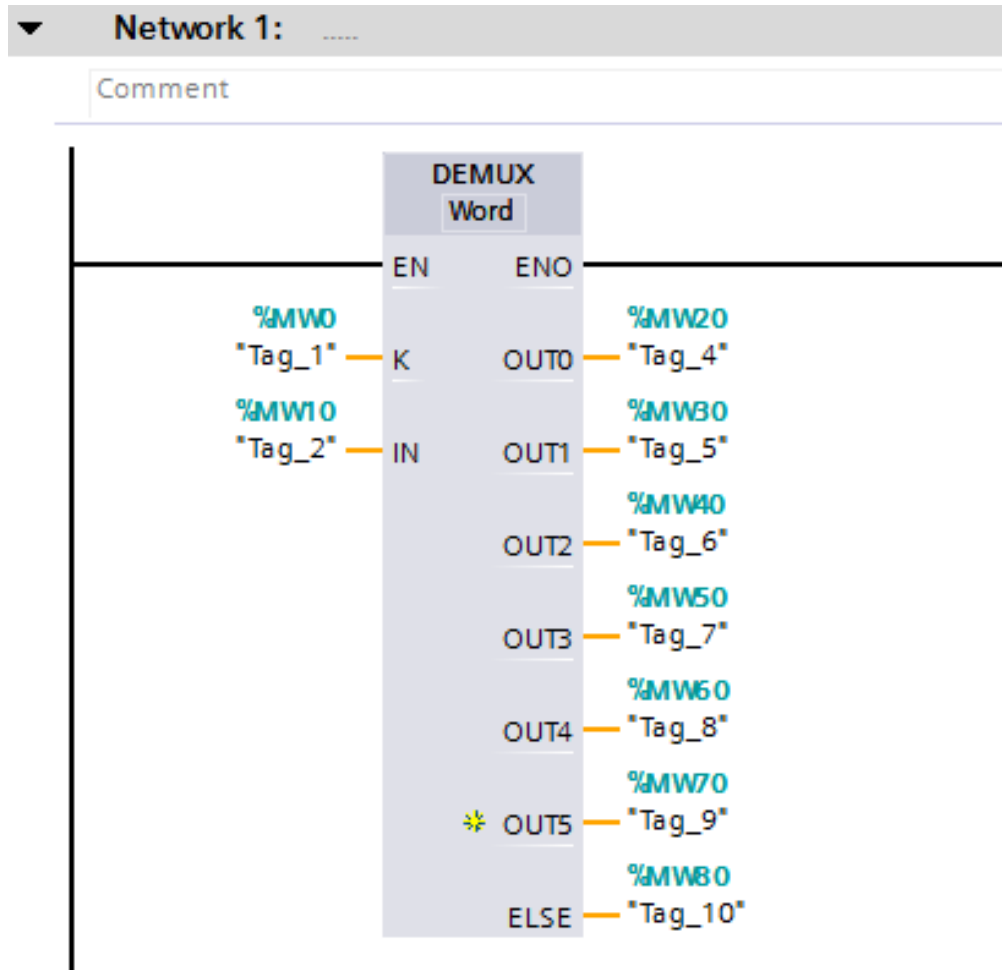 Network 1: .....
Comment
DEMUX
Word
EN ENO
%MW0 %MW20
"Tag_1" K OUT0 "Tag_4"
%MW10 %MW30
"Tag_2" IN OUT1 "Tag_5"
%MW40
OUT2 "Tag_6"
%MW50
OUT3 "Tag_7"
%MW60
OUT4 "Tag_8"
%MW70
OUT5 "Tag_9"
%MW80
ELSE "Tag_10"